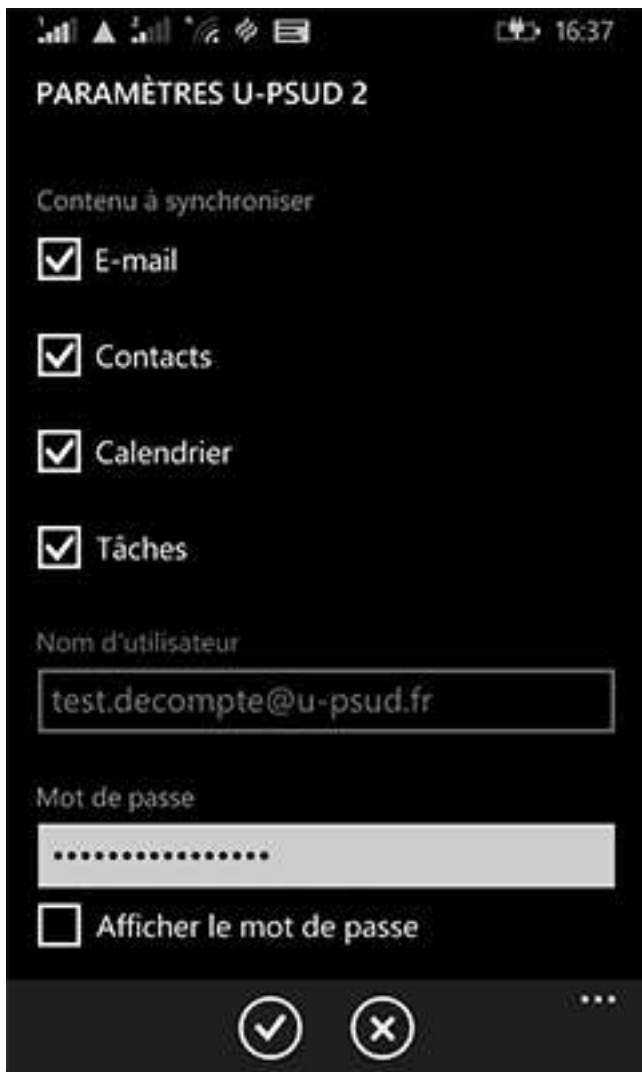 16:37
PARAMÈTRES U-PSUD 2
Contenu à synchroniser
E-mail
Contacts
Calendrier
Tâches
Nom d'utilisateur
test.decompte@u-psud.fr
Mot de passe
••••••••••••••••
Afficher le mot de passe